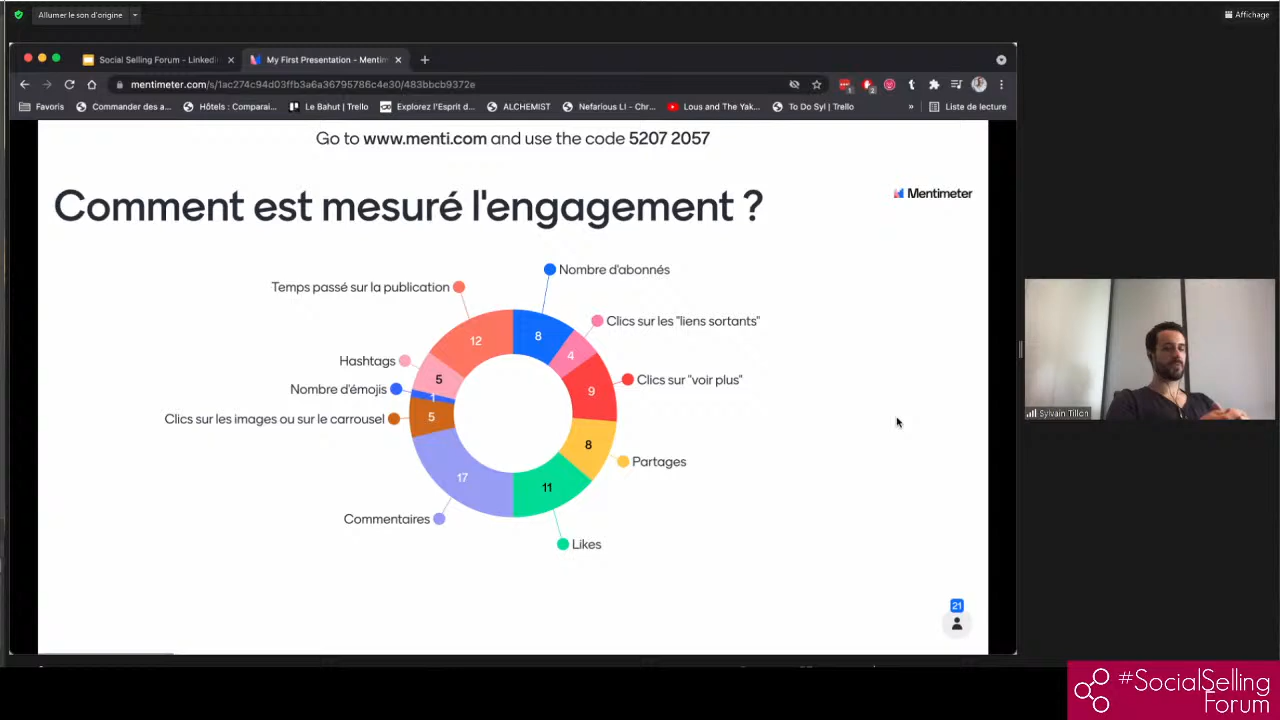 Allumer le son d'origine
Affichage
Social Selling Forum - Linkedi
My First Presentation - Mentim
mentimeter.com/s/1ac274c94d03ffb3a6a36795786c4e30/483bbcb9372e
Favoris
Commander des a...
Hôtels : Comparai...
Le Bahut | Trello
Explorez l'Esprit d...
ALCHEMIST
Nefarious LI - Chr...
Lous and The Yak...
To Do Syl | Trello
»
Liste de lecture
Go to www.menti.com and use the code 5207 2057
Comment est mesuré l'engagement ?
Mentimeter
Nombre d'abonnés
Temps passé sur la publication
Clics sur les "liens sortants"
8
12
4
Hashtags
5
Clics sur "voir plus"
9
Nombre d'émojis
1
Clics sur les images ou sur le carrousel
5
8
Partages
17
11
Commentaires
Likes
21
Sylvain Tillon
#SocialSelling
Forum